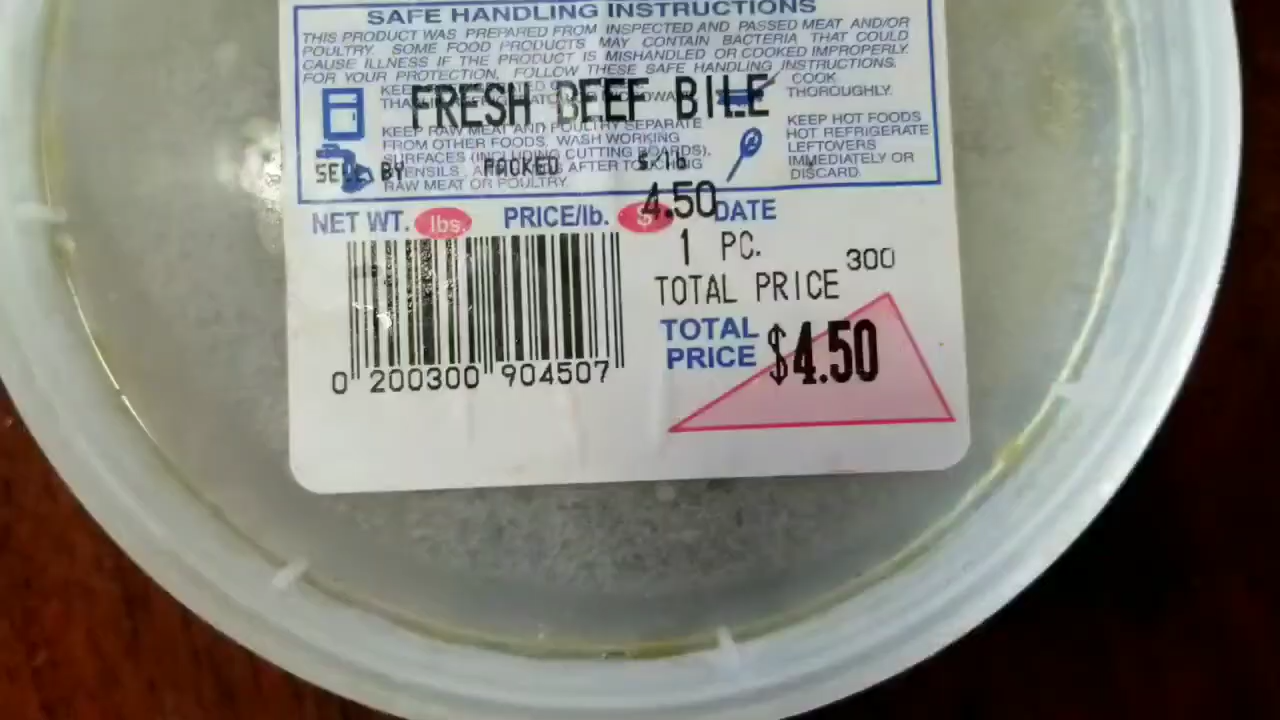 SAFE HANDLING INSTRUCTIONS
THIS PRODUCT WAS PREPARED FROM INSPECTED AND PASSED MEAT AND/OR
POULTRY. SOME FOOD PRODUCTS MAY CONTAIN BACTERIA THAT COULD
CAUSE ILLNESS IF THE PRODUCT IS MISHANDLED OR COOKED IMPROPERLY.
FOR YOUR PROTECTION, FOLLOW THESE SAFE HANDLING INSTRUCTIONS.
COOK
THOROUGHLY.
FRESH BEEF BILE
KEEP RAW MEAT AND POULTRY SEPARATE
FROM OTHER FOODS. WASH WORKING
SURFACES (INCLUDING CUTTING BOARDS),
AFTER TOUCHING
RAW MEAT OR POULTRY.
KEEP HOT FOODS
HOT REFRIGERATE
LEFTOVERS
IMMEDIATELY OR
DISCARD.
SELL BY PACKED $/lb
NET WT. lbs. PRICE/lb. $ 4.50 DATE
1 PC.
TOTAL PRICE 300
TOTAL
PRICE $4.50
0 200300 904507